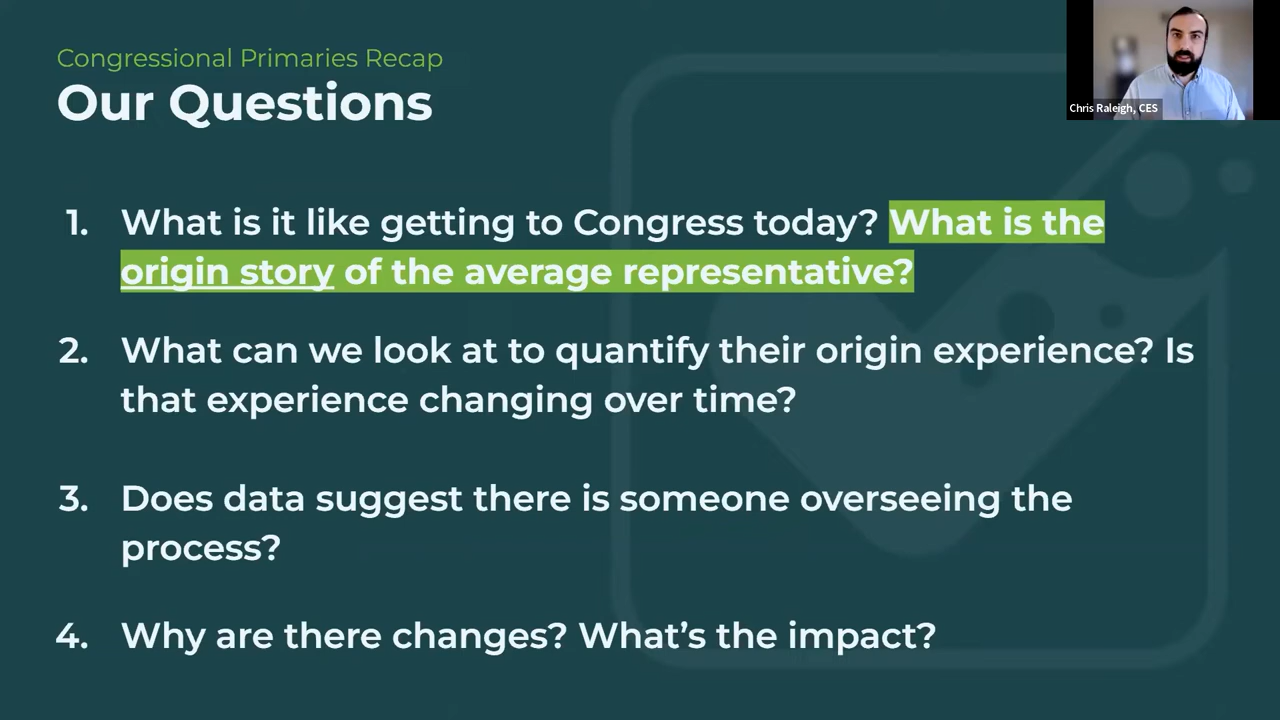 Congressional Primaries Recap
Our Questions
Chris Raleigh, CES
1. What is it like getting to Congress today? What is the
origin story of the average representative?
2. What can we look at to quantify their origin experience? Is
that experience changing over time?
3. Does data suggest there is someone overseeing the
process?
4. Why are there changes? What’s the impact?